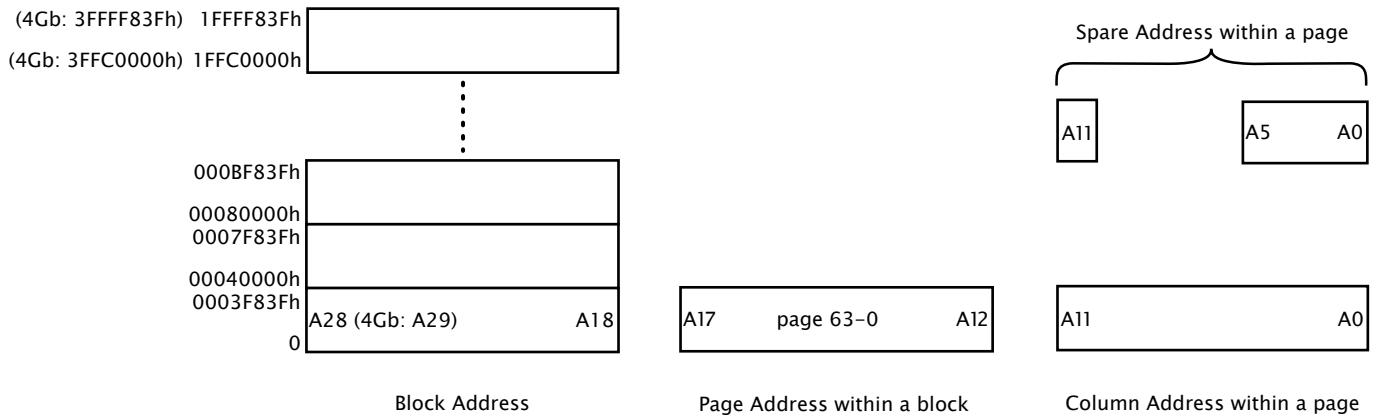 (4Gb: 3FFFF83Fh) 1FFFF83Fh
(4Gb: 3FFC0000h) 1FFC0000h
Spare Address within a page
A11
A5 A0
000BF83Fh
00080000h
0007F83Fh
00040000h
0003F83Fh
A28 (4Gb: A29) A18
0
A17 page 63-0 A12
A11 A0
Block Address
Page Address within a block
Column Address within a page